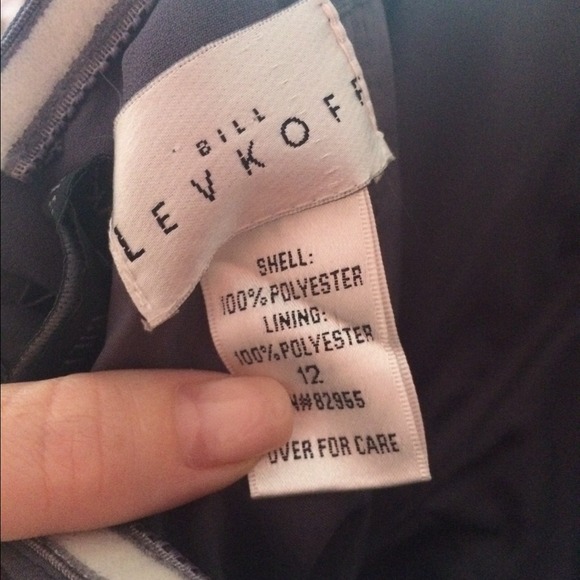 BILL
LEVKOFF
SHELL:
100% POLYESTER
LINING:
100% POLYESTER
12
N#82955
OVER FOR CARE